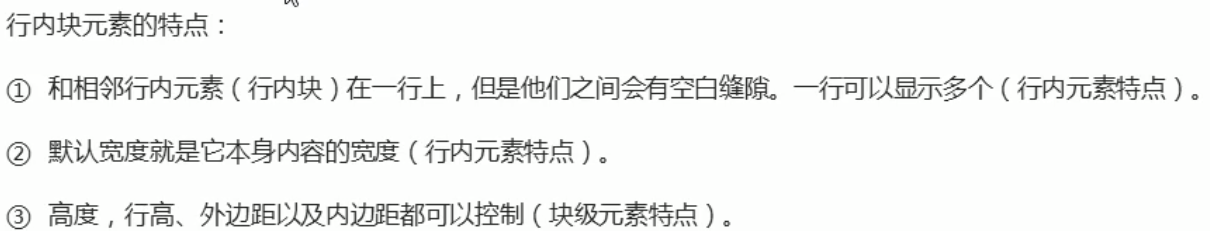 行内块元素的特点：
① 和相邻行内元素（行内块）在一行上，但是他们之间会有空白缝隙。一行可以显示多个（行内元素特点）。
② 默认宽度就是它本身内容的宽度（行内元素特点）。
③ 高度，行高、外边距以及内边距都可以控制（块级元素特点）。